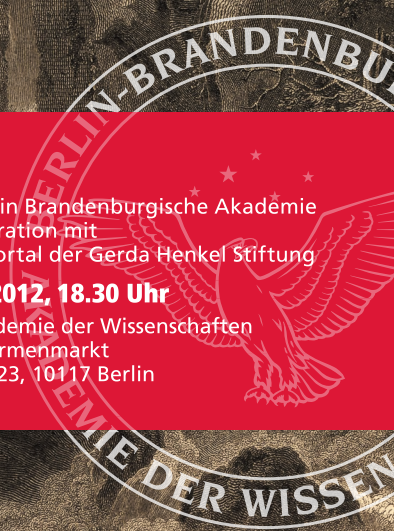 BERLIN-BRANDENBU
in Brandenburgische Akademie
ration mit
ortal der Gerda Henkel Stiftung
2012, 18.30 Uhr
demie der Wissenschaften
rmenmarkt
23, 10117 Berlin
AKADEMIE DER WISSEN